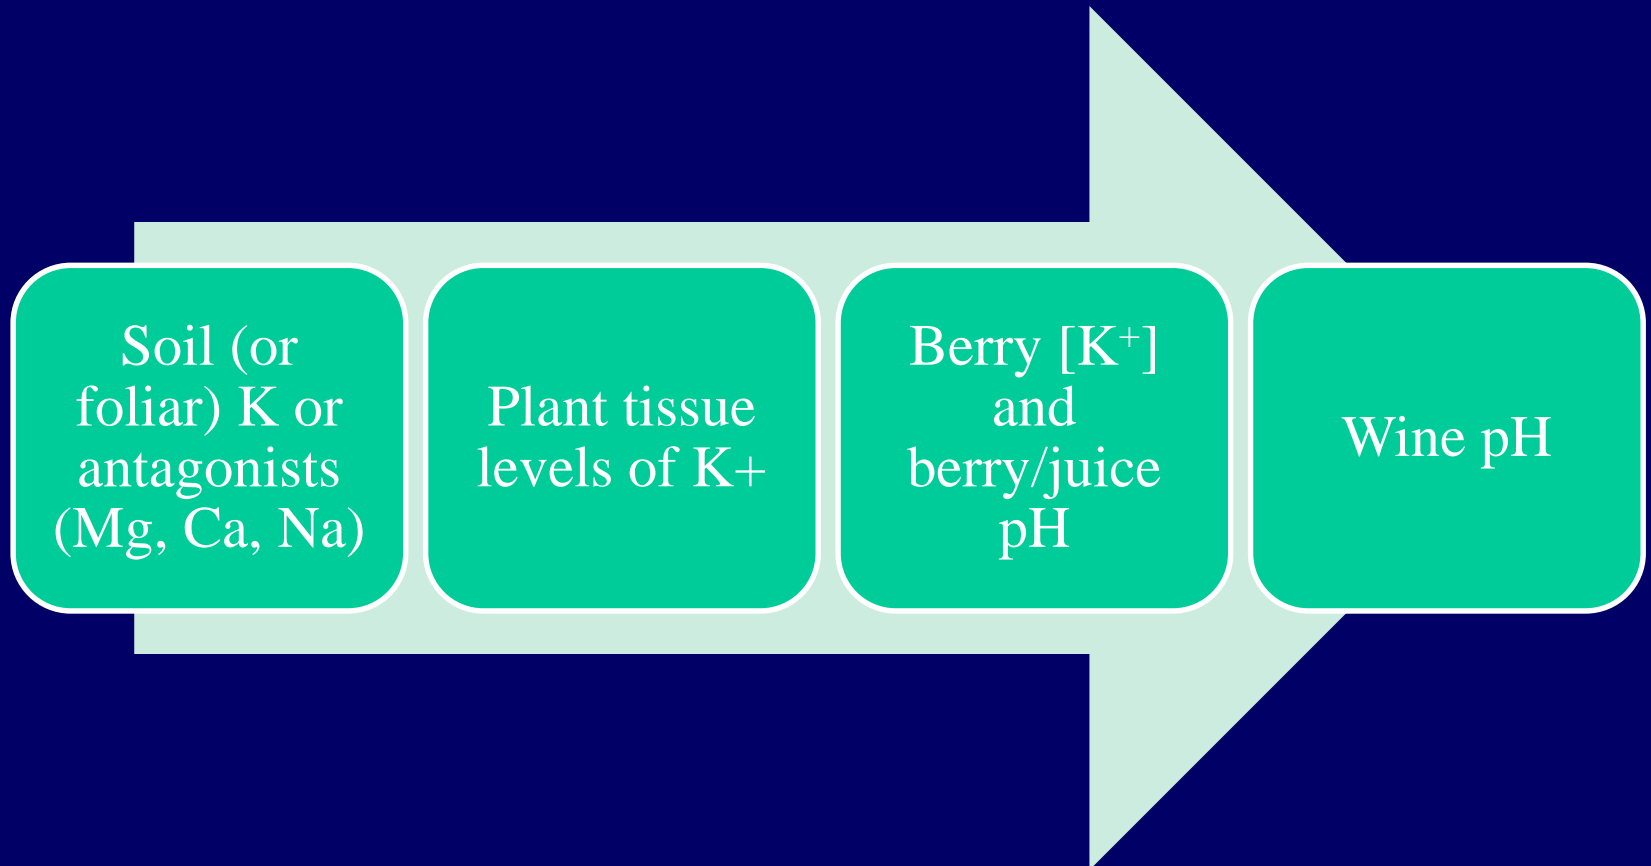 Soil (or
foliar) K or
antagonists
(Mg, Ca, Na)
Plant tissue
levels of K+
Berry [K⁺]
and
berry/juice
pH
Wine pH